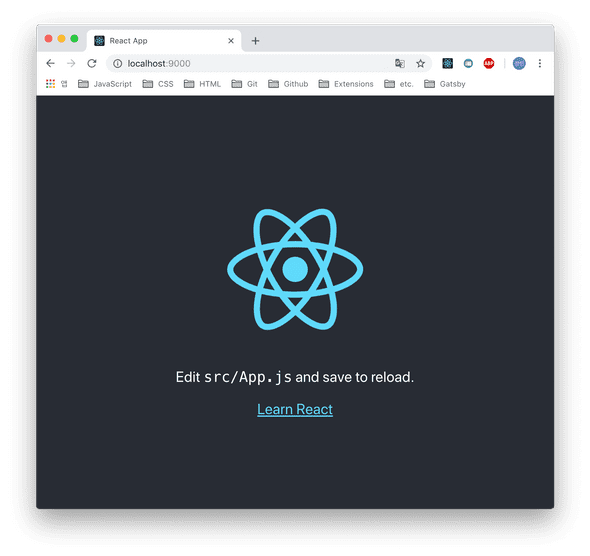 React App
localhost:9000
앱 JavaScript CSS HTML Git Github Extensions etc. Gatsby
ABP
Edit src/App.js and save to reload.
Learn React